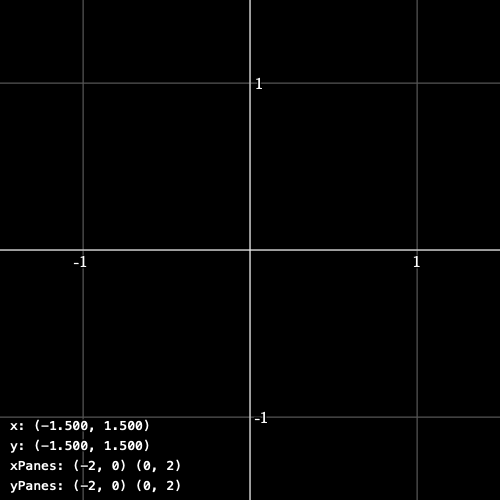 1
-1
1
-1
x: (-1.500, 1.500)
y: (-1.500, 1.500)
xPanes: (-2, 0) (0, 2)
yPanes: (-2, 0) (0, 2)